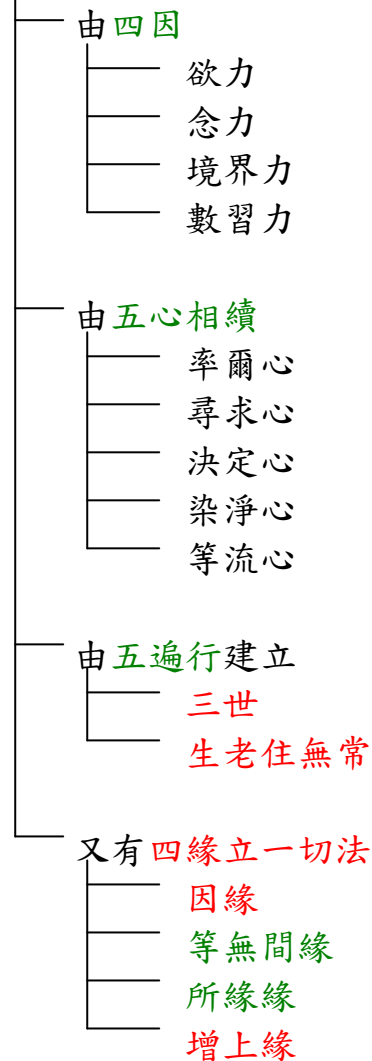 由四因
欲力
念力
境界力
數習力
由五心相續
率爾心
尋求心
決定心
染淨心
等流心
由五遍行建立
三世
生老住無常
又有四緣立一切法
因緣
等無間緣
所緣緣
增上緣